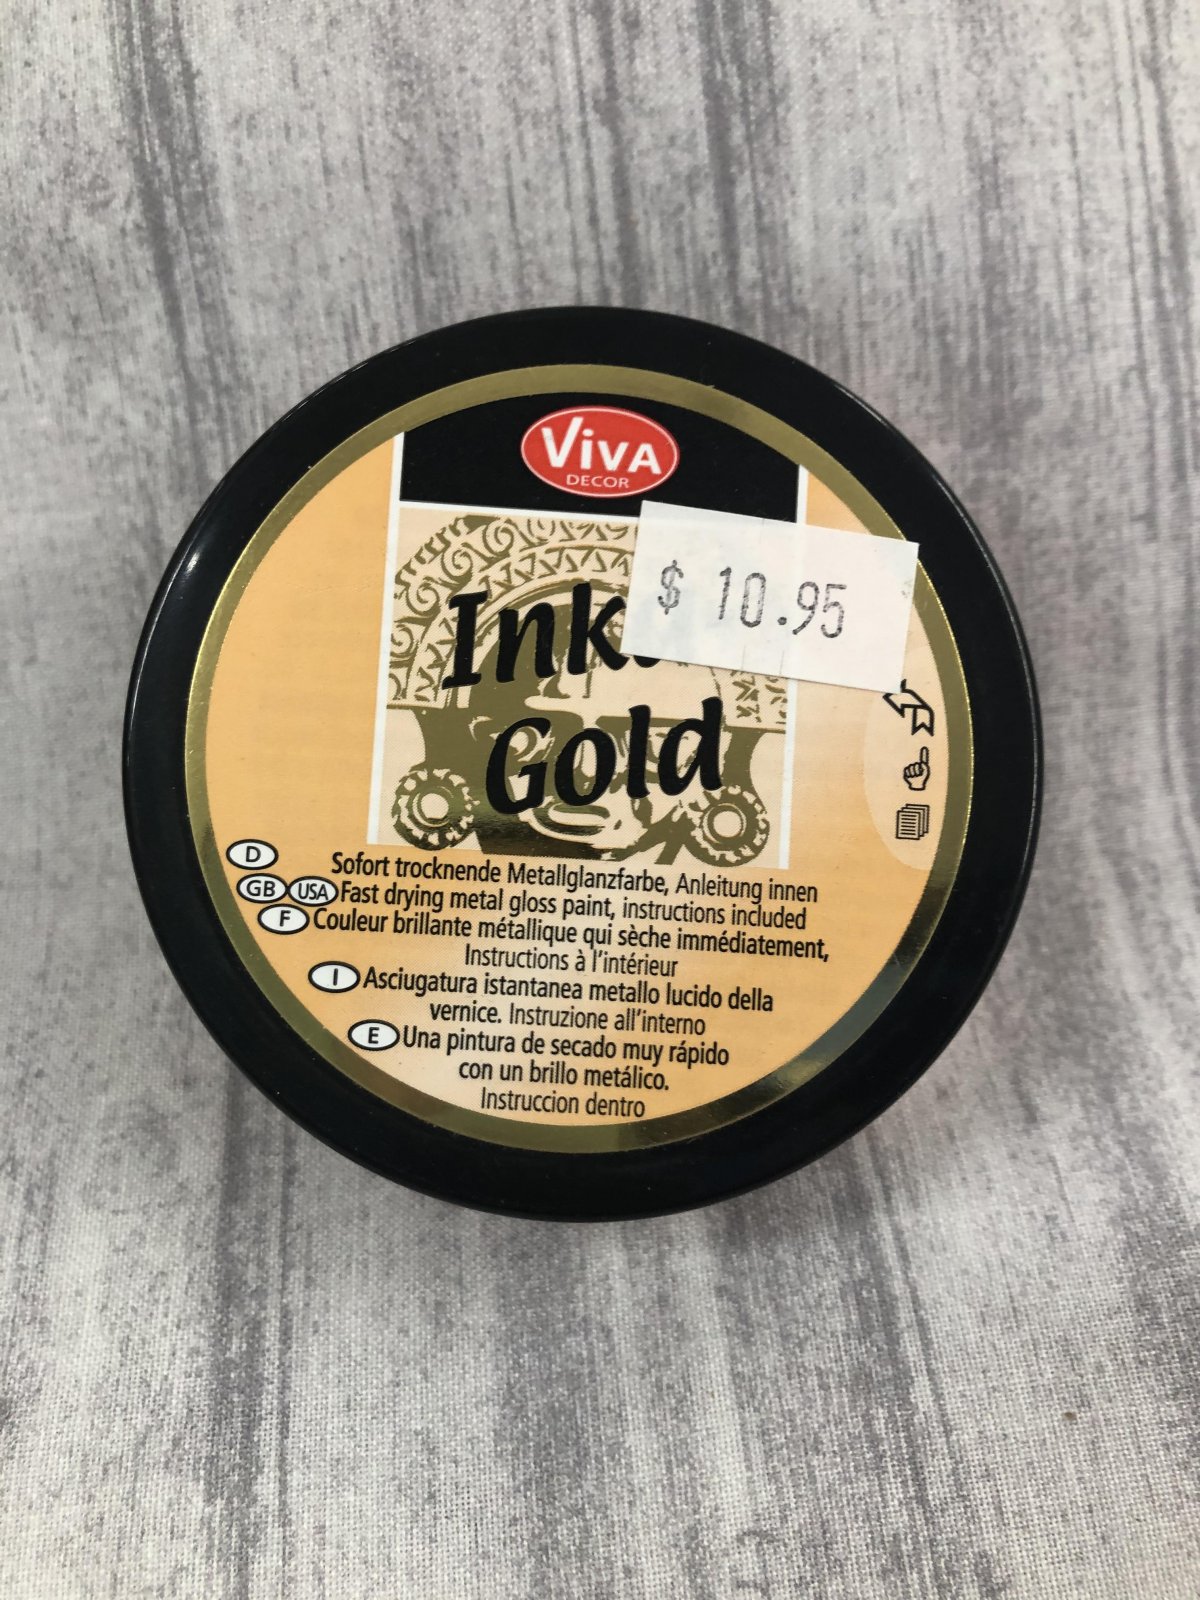 ViVA
DECOR
$ 10.95
Gold
D Sofort trocknende Metallglanzfarbe, Anleitung innen
GB USA Fast drying metal gloss paint, instructions included
F Couleur brillante métallique qui sèche immédiatement,
Instructions à l'intérieur
I Asciugatura istantanea metallo lucido della
vernice. Instruzione all'interno
E Una pintura de secado muy rápido
con un brillo metálico.
Instruccion dentro